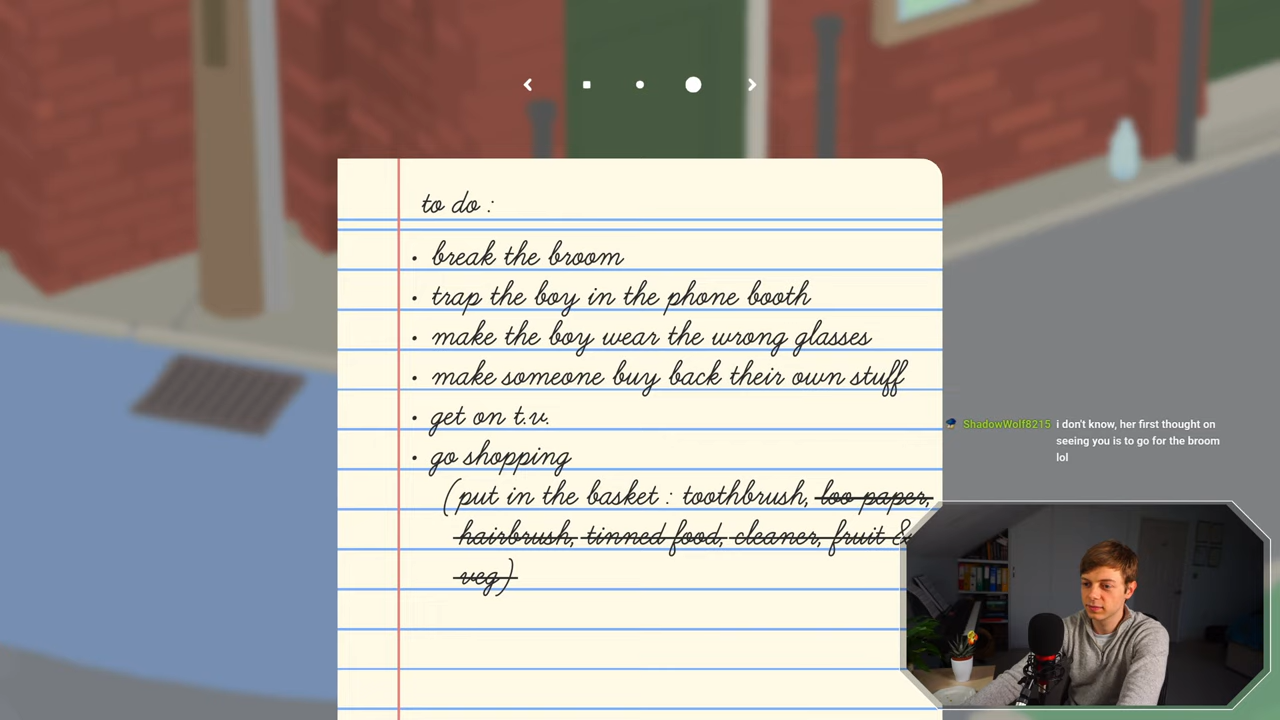 to do :
• break the broom
• trap the boy in the phone booth
• make the boy wear the wrong glasses
• make someone buy back their own stuff
• get on t.v.
• go shopping
(put in the basket : toothbrush, loo paper,
hairbrush, tinned food, cleaner, fruit &
veg)
ShadowWolf8215 i don't know, her first thought on
seeing you is to go for the broom
lol